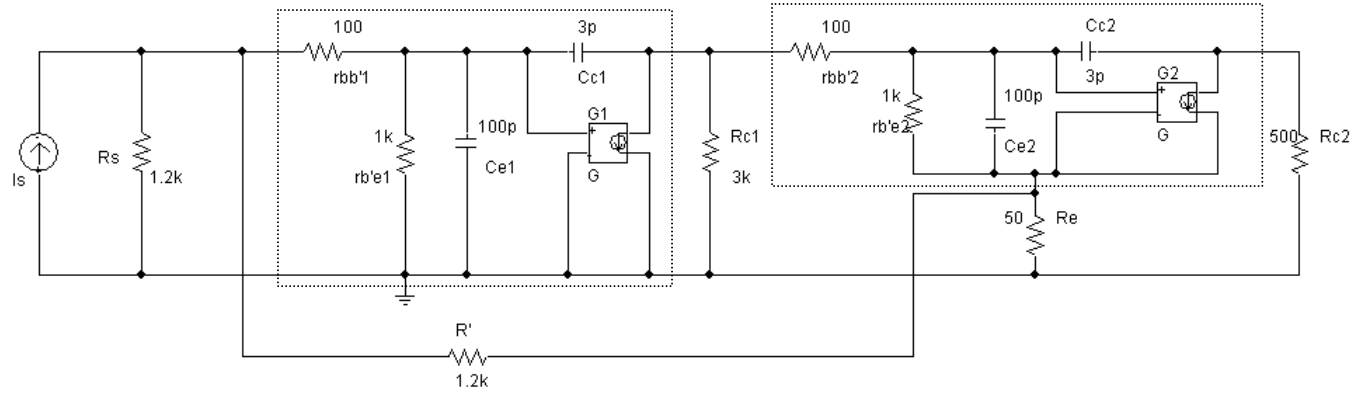 100
3p
rbb'1
Cc1
G1
1k
100p
rb'e1
Ce1
G
Rs
Is
1.2k
Rc1
3k
100
Cc2
rbb'2
3p
G2
1k
100p
rb'e2
Ce2
G
500
Rc2
50
Re
R'
1.2k